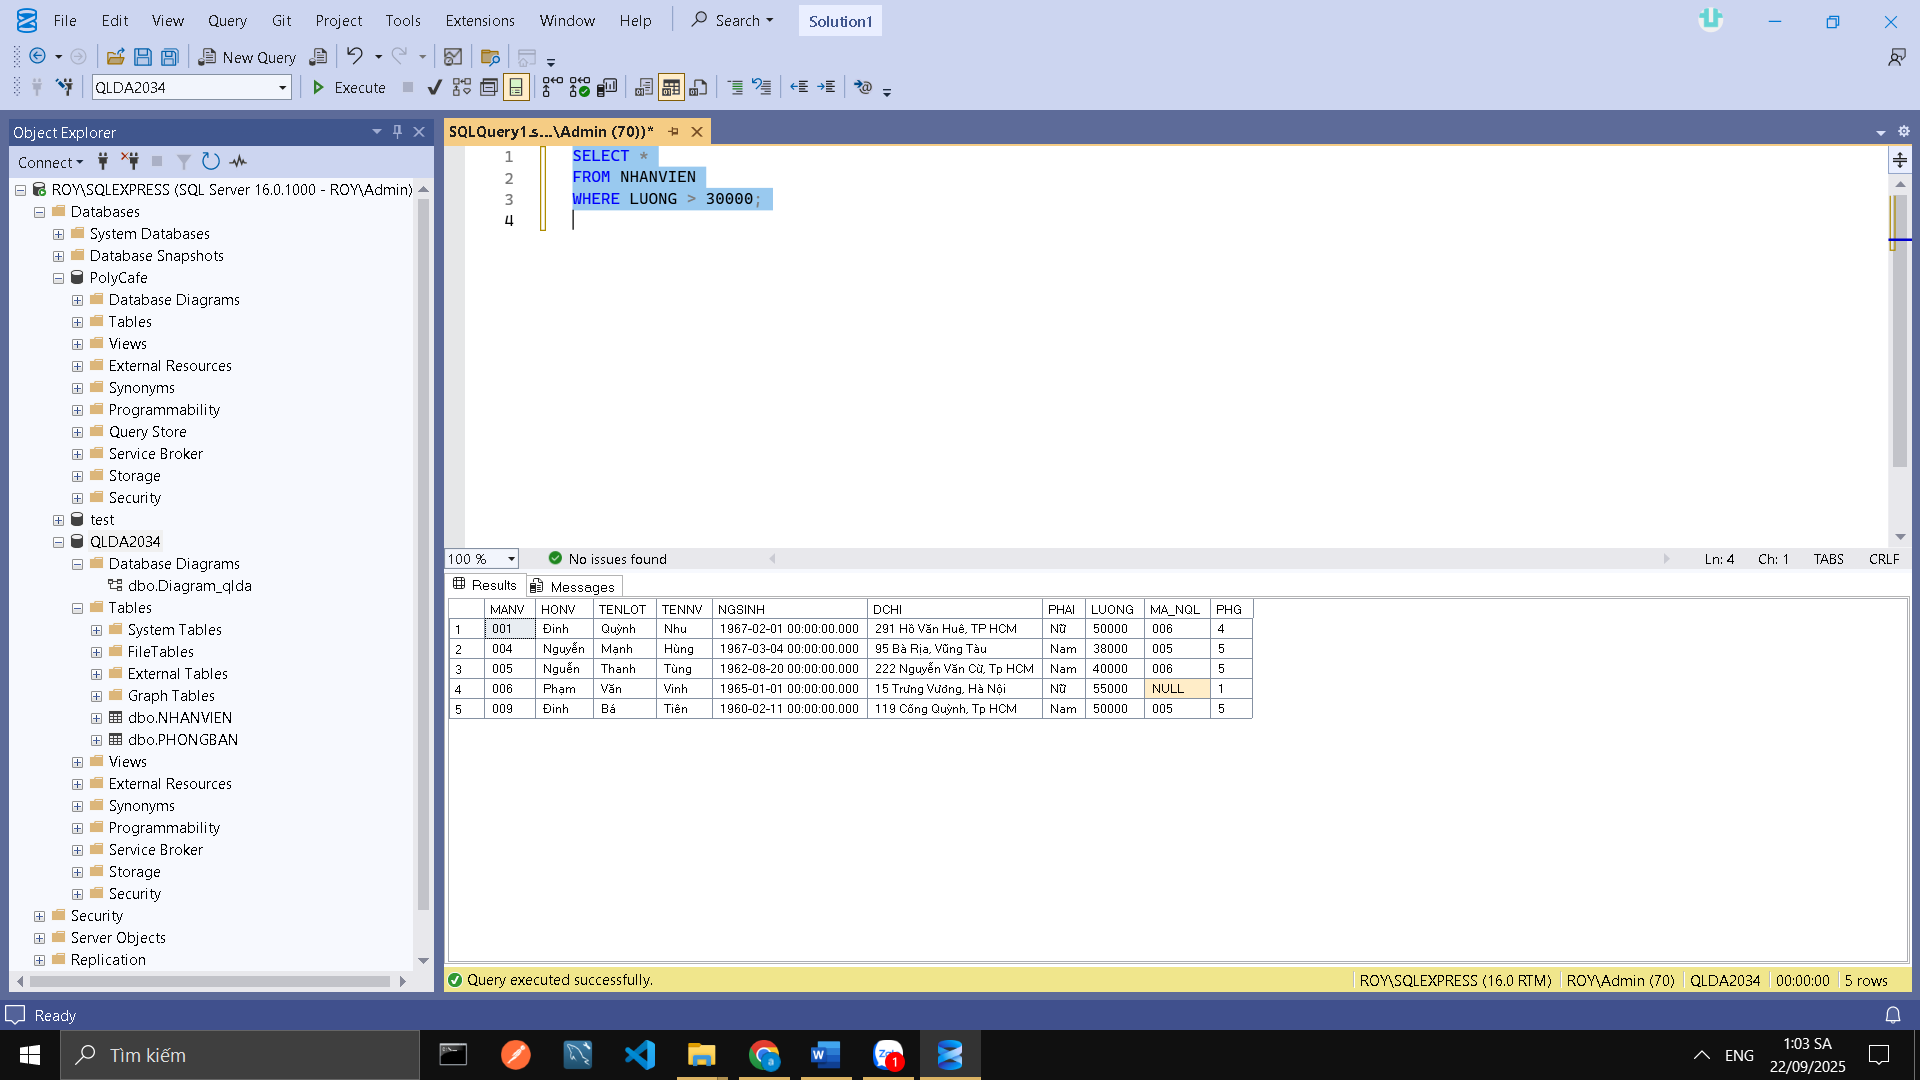 File Edit View Query Git Project Tools Extensions Window Help Search Solution1
New Query
QLDA2034 Execute
Object Explorer
Connect
ROY\SQLEXPRESS (SQL Server 16.0.1000 - ROY\Admin)
Databases
System Databases
Database Snapshots
PolyCafe
Database Diagrams
Tables
Views
External Resources
Synonyms
Programmability
Query Store
Service Broker
Storage
Security
test
QLDA2034
Database Diagrams
dbo.Diagram_qlda
Tables
System Tables
FileTables
External Tables
Graph Tables
dbo.NHANVIEN
dbo.PHONGBAN
Views
External Resources
Synonyms
Programmability
Service Broker
Storage
Security
Security
Server Objects
Replication
SQLQuery1.s...\Admin (70))*
1 SELECT *
2 FROM NHANVIEN
3 WHERE LUONG > 30000;
4
100 % No issues found Ln: 4 Ch: 1 TABS CRLF
Results Messages
MANV HONV TENLOT TENNV NGSINH DCHI PHAI LUONG MA_NQL PHG
1 001 Đinh Quỳnh Như 1967-02-01 00:00:00.000 291 Hồ Văn Huê, TP HCM Nữ 50000 006 4
2 004 Nguyễn Mạnh Hùng 1967-03-04 00:00:00.000 95 Bà Rịa, Vũng Tàu Nam 38000 005 5
3 005 Nguễn Thanh Tùng 1962-08-20 00:00:00.000 222 Nguyễn Văn Cừ, Tp HCM Nam 40000 006 5
4 006 Phạm Văn Vinh 1965-01-01 00:00:00.000 15 Trưng Vương, Hà Nội Nữ 55000 NULL 1
5 009 Đinh Bá Tiên 1960-02-11 00:00:00.000 119 Cống Quỳnh, Tp HCM Nam 50000 005 5
Query executed successfully. ROY\SQLEXPRESS (16.0 RTM) ROY\Admin (70) QLDA2034 00:00:00 5 rows
Ready
Tìm kiếm
1
ENG
1:03 SA
22/09/2025